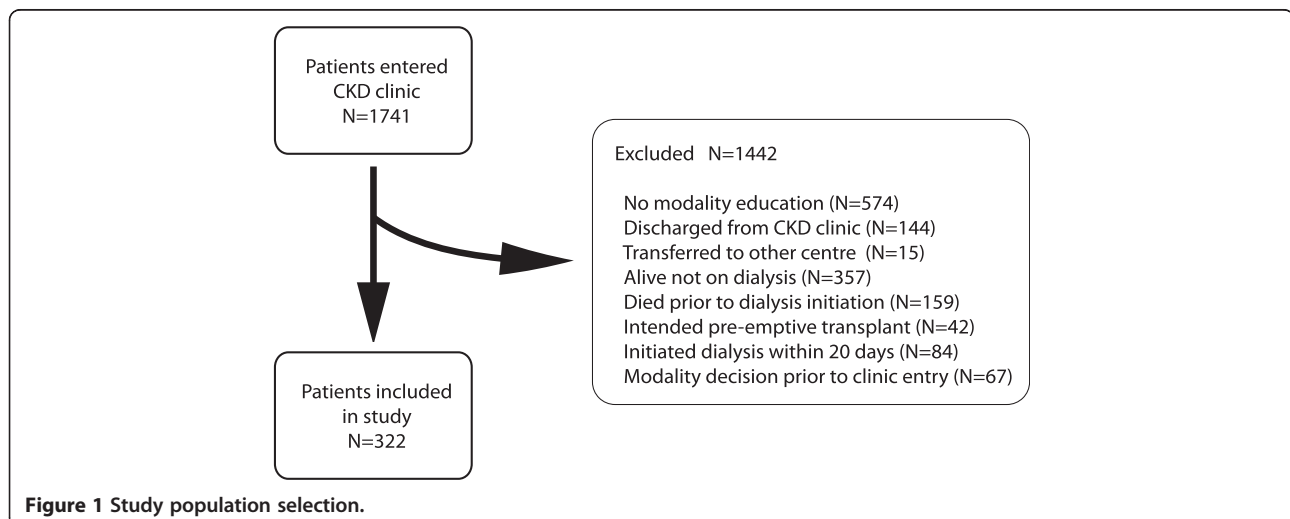 Patients entered
CKD clinic
N=1741
Excluded N=1442
No modality education (N=574)
Discharged from CKD clinic (N=144)
Transferred to other centre (N=15)
Alive not on dialysis (N=357)
Died prior to dialysis initiation (N=159)
Intended pre-emptive transplant (N=42)
Initiated dialysis within 20 days (N=84)
Modality decision prior to clinic entry (N=67)
Patients included
in study
N=322
Figure 1 Study population selection.